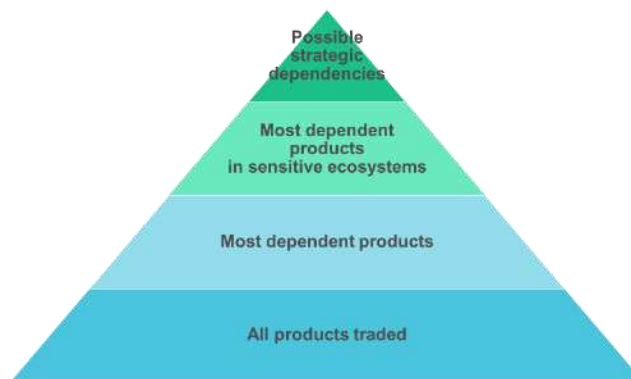 Possible
strategic
dependencies
Most dependent
products
in sensitive ecosystems
Most dependent products
All products traded